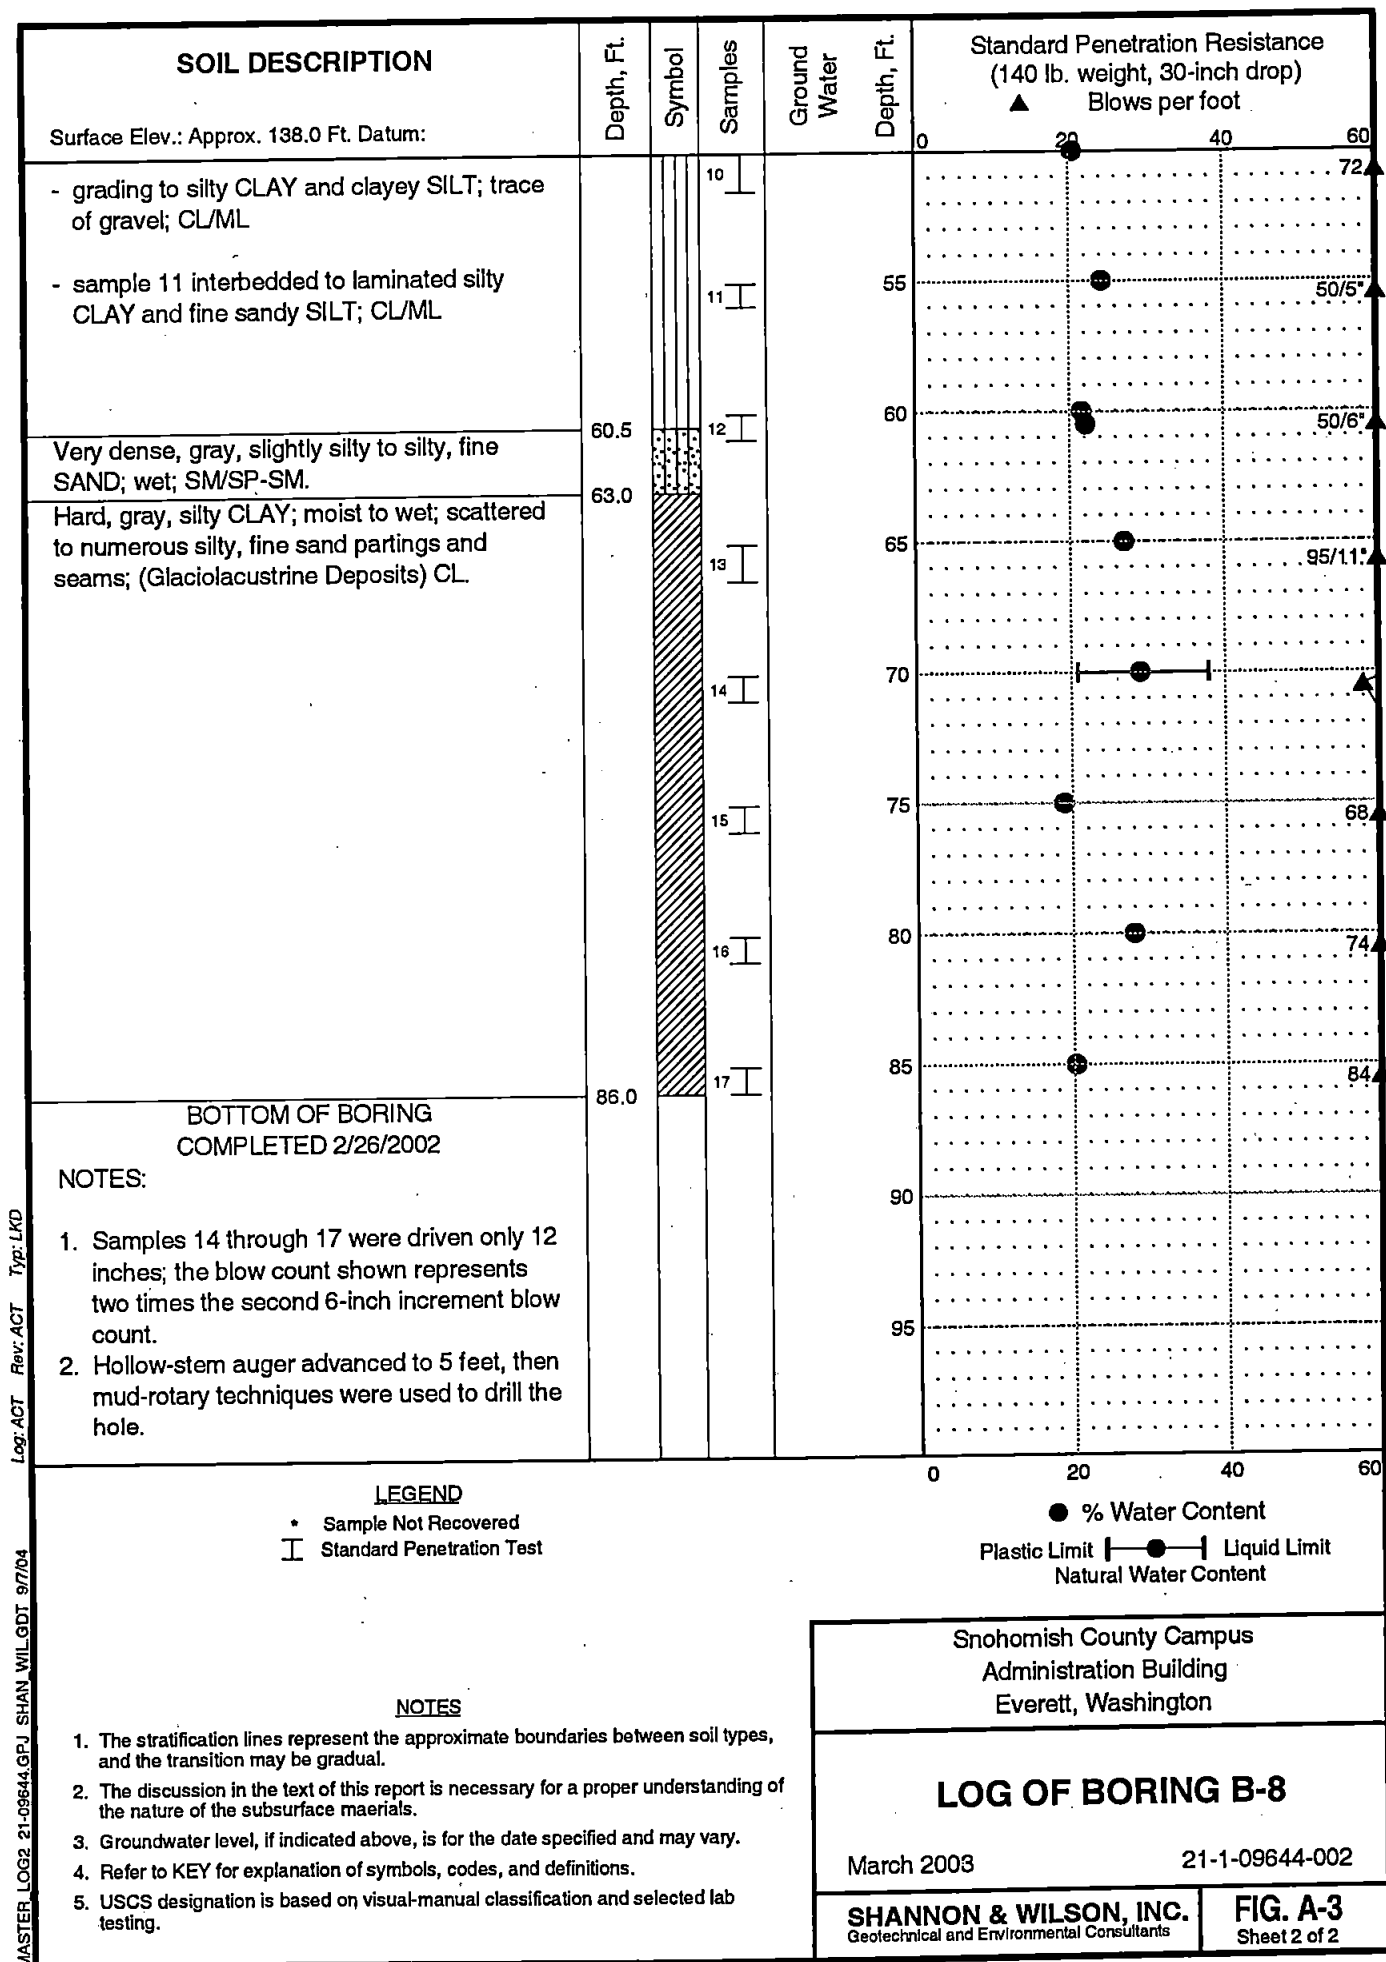 SOIL DESCRIPTION
Surface Elev.: Approx. 138.0 Ft. Datum:
Depth, Ft.
Symbol
Samples
Ground
Water
Depth, Ft.
Standard Penetration Resistance
(140 lb. weight, 30-inch drop)
▲ Blows per foot
0 20 40 60
- grading to silty CLAY and clayey SILT; trace
of gravel; CL/ML
- sample 11 interbedded to laminated silty
CLAY and fine sandy SILT; CL/ML
10
72
11
55
50/5"
60
60.5
12
50/6"
Very dense, gray, slightly silty to silty, fine
SAND; wet; SM/SP-SM.
63.0
Hard, gray, silty CLAY; moist to wet; scattered
to numerous silty, fine sand partings and
seams; (Glaciolacustrine Deposits) CL.
65
13
95/11"
70
14
75
15
68
80
16
74
85
17
84
86.0
BOTTOM OF BORING
COMPLETED 2/26/2002
NOTES:
1. Samples 14 through 17 were driven only 12
inches; the blow count shown represents
two times the second 6-inch increment blow
count.
2. Hollow-stem auger advanced to 5 feet, then
mud-rotary techniques were used to drill the
hole.
90
95
0 20 40 60
LEGEND
* Sample Not Recovered
Standard Penetration Test
● % Water Content
Plastic Limit Liquid Limit
Natural Water Content
NOTES
1. The stratification lines represent the approximate boundaries between soil types,
and the transition may be gradual.
2. The discussion in the text of this report is necessary for a proper understanding of
the nature of the subsurface maerials.
3. Groundwater level, if indicated above, is for the date specified and may vary.
4. Refer to KEY for explanation of symbols, codes, and definitions.
5. USCS designation is based on visual-manual classification and selected lab
testing.
Snohomish County Campus
Administration Building
Everett, Washington
LOG OF BORING B-8
March 2003 21-1-09644-002
SHANNON & WILSON, INC.
Geotechnical and Environmental Consultants
FIG. A-3
Sheet 2 of 2
MASTER_LOG2 21-09644.GPJ SHAN_WIL.GDT 9/7/04 Log: ACT Rev: ACT Typ: LKD